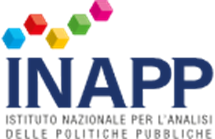 INAPP
ISTITUTO NAZIONALE PER L'ANALISI
DELLE POLITICHE PUBBLICHE